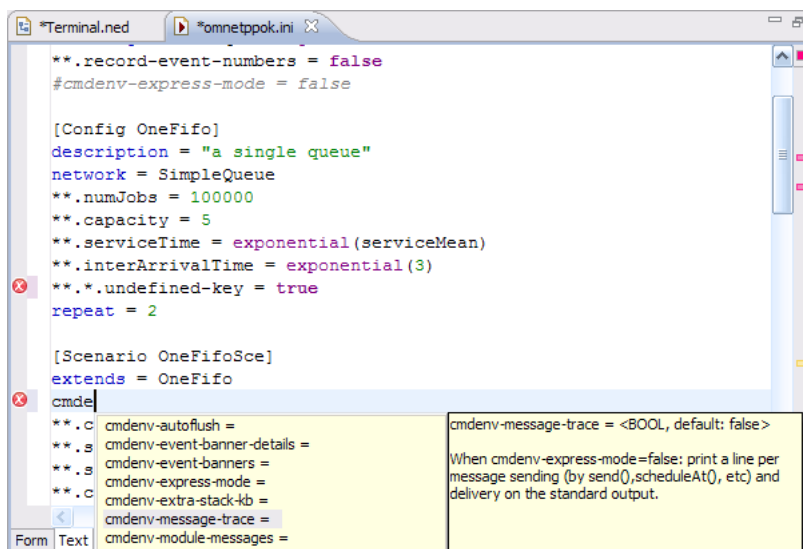 *Terminal.ned
*omnetppok.ini
**.record-event-numbers = false
#cmdenv-express-mode = false
[Config OneFifo]
description = "a single queue"
network = SimpleQueue
**.numJobs = 100000
**.capacity = 5
**.serviceTime = exponential(serviceMean)
**.interArrivalTime = exponential(3)
**.*.undefined-key = true
repeat = 2
[Scenario OneFifoSce]
extends = OneFifo
cmde
**.c
**.s
**.s
**.c
cmdenv-autoflush =
cmdenv-event-banner-details =
cmdenv-event-banners =
cmdenv-express-mode =
cmdenv-extra-stack-kb =
cmdenv-message-trace =
cmdenv-module-messages =
cmdenv-message-trace = <BOOL, default: false>
When cmdenv-express-mode=false: print a line per
message sending (by send(),scheduleAt(), etc) and
delivery on the standard output.
Form
Text